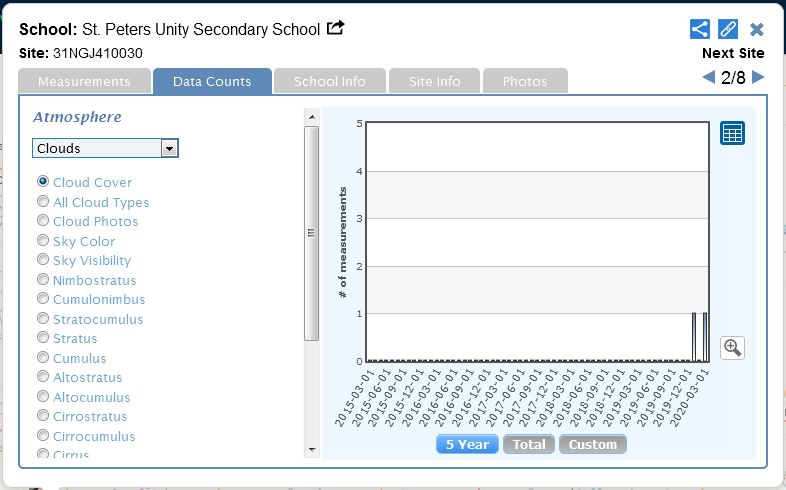 School: St. Peters Unity Secondary School
Site: 31NGJ410030
Next Site
2/8
Measurements
Data Counts
School Info
Site Info
Photos
Atmosphere
Clouds
Cloud Cover
All Cloud Types
Cloud Photos
Sky Color
Sky Visibility
Nimbostratus
Cumulonimbus
Stratocumulus
Stratus
Cumulus
Altostratus
Altocumulus
Cirrostratus
Cirrocumulus
Cirrus
# of measurements
5
4
3
2
1
0
2015-03-01
2015-06-01
2015-09-01
2015-12-01
2016-03-01
2016-06-01
2016-09-01
2016-12-01
2017-03-01
2017-06-01
2017-09-01
2017-12-01
2018-03-01
2018-06-01
2018-09-01
2018-12-01
2019-03-01
2019-06-01
2019-09-01
2019-12-01
2020-03-01
5 Year
Total
Custom